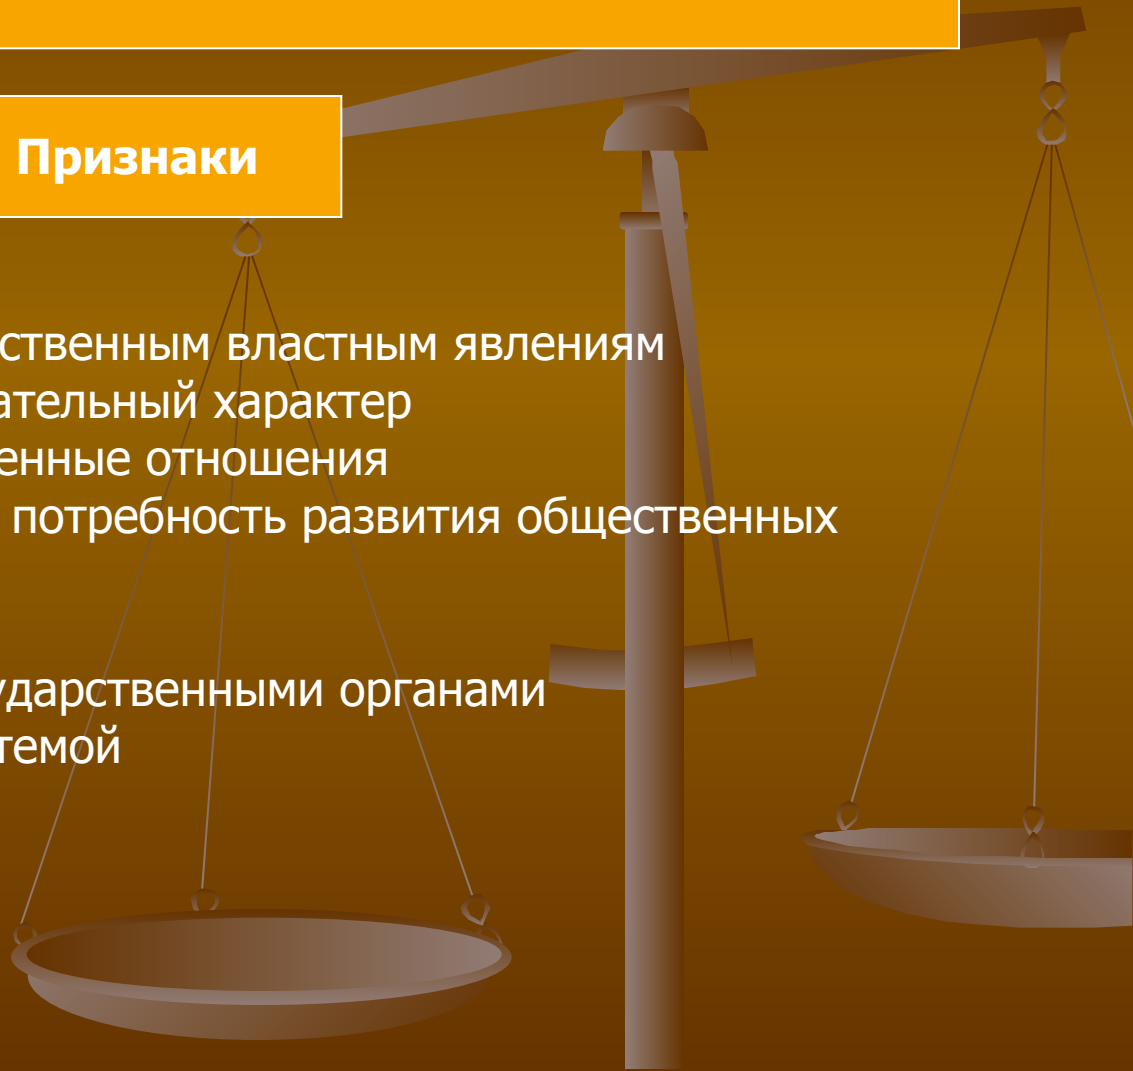 Признаки
ственным властным явлениям
ательный характер
енные отношения
потребность развития общественных
ударственными органами
темой